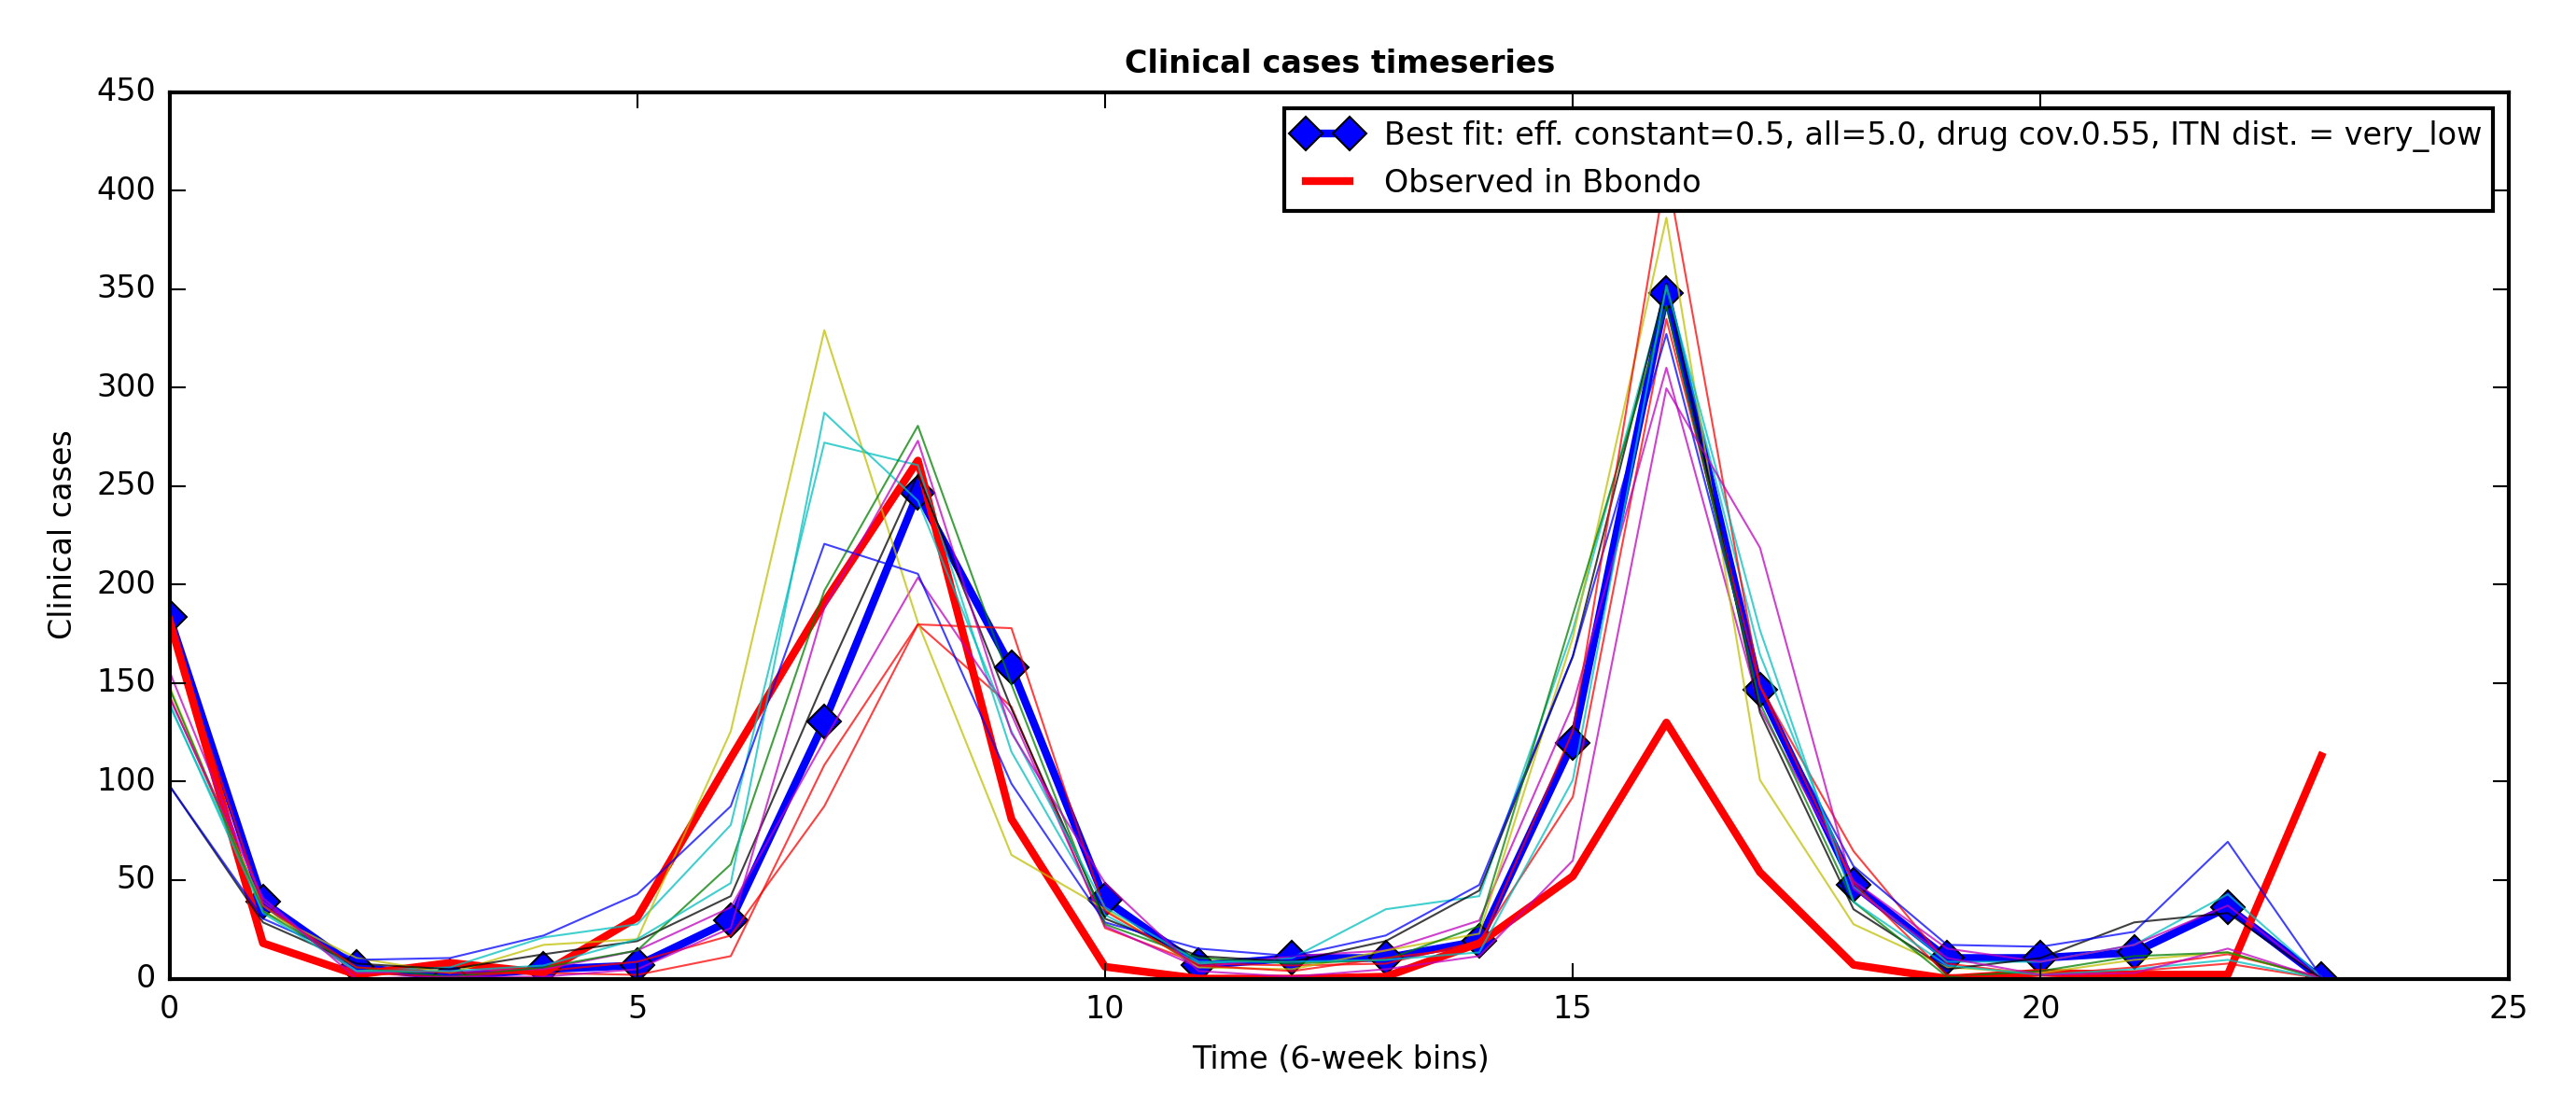 Clinical cases timeseries
450
400
350
300
250
200
150
100
50
0
Clinical cases
Best fit: eff. constant=0.5, all=5.0, drug cov.0.55, ITN dist. = very_low
Observed in Bbondo
0 5 10 15 20 25
Time (6-week bins)